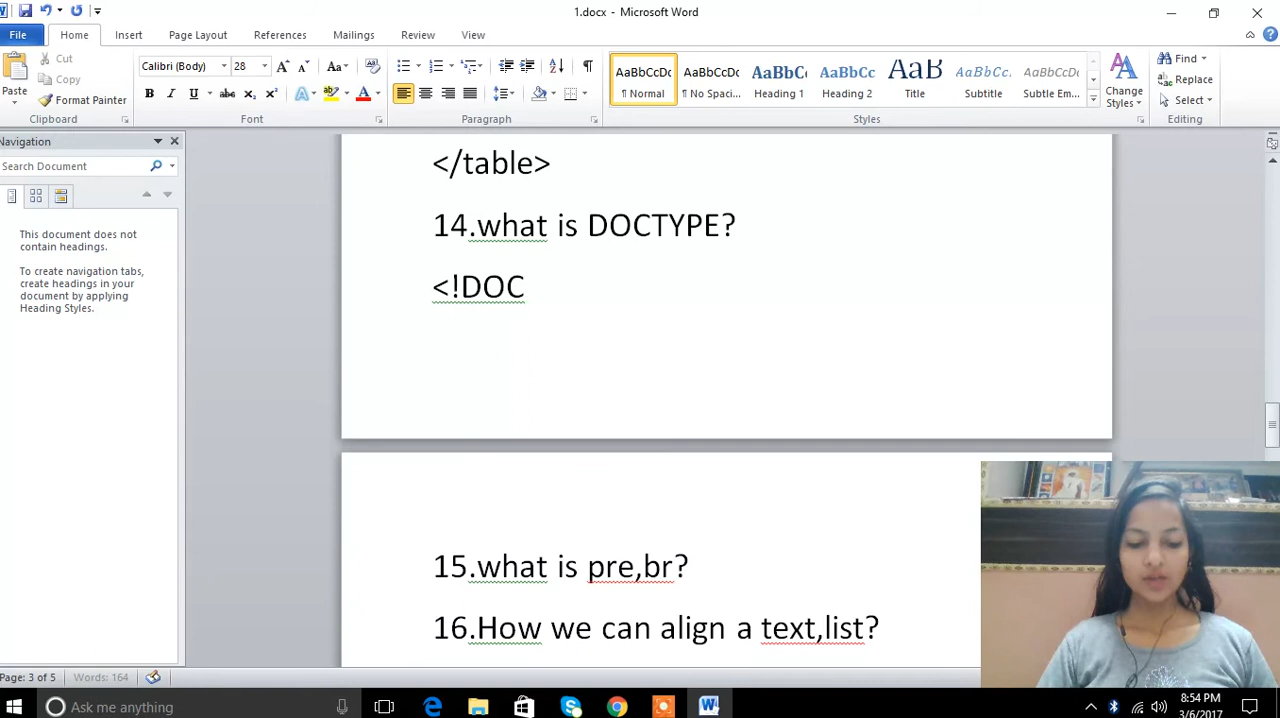 1.docx - Microsoft Word
File Home Insert Page Layout References Mailings Review View
Cut
Copy
Format Painter
Paste
Clipboard
Calibri (Body) 28
Font
Paragraph
AaBbCcDc AaBbCcDc AaBbCc AaBbCc AaB AaBbCcDc AaBbCcDc
¶ Normal ¶ No Spaci... Heading 1 Heading 2 Title Subtitle Subtle Em...
Styles
Change
Styles
Find
Replace
Select
Editing
Navigation
Search Document
This document does not
contain headings.
To create navigation tabs,
create headings in your
document by applying
Heading Styles.
</table>
14.what is DOCTYPE?
<!DOC
15.what is pre,br?
16.How we can align a text,list?
Page: 3 of 5 Words: 164
Ask me anything
8:54 PM
3/6/2017